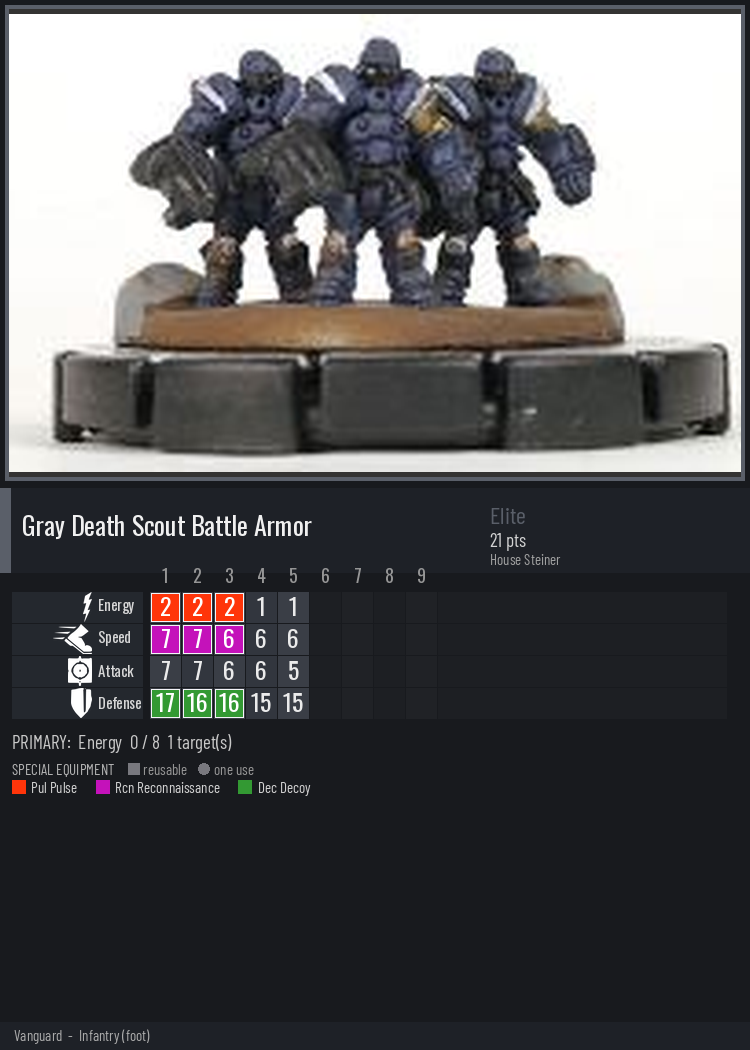 Gray Death Scout Battle Armor
Elite
21 pts
House Steiner
1 2 3 4 5 6 7 8 9
Energy 2 2 2 1 1
Speed 7 7 6 6 6
Attack 7 7 6 6 5
Defense 17 16 16 15 15
PRIMARY: Energy 0 / 8 1 target(s)
SPECIAL EQUIPMENT reusable one use
Pul Pulse Rcn Reconnaissance Dec Decoy
Vanguard - Infantry (foot)